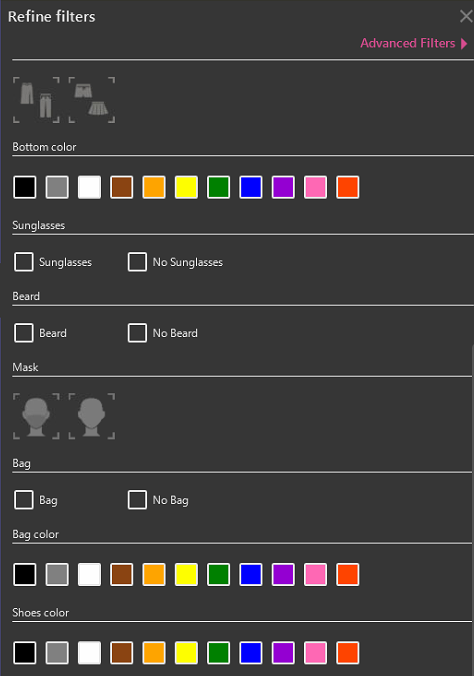 Refine filters
Advanced Filters
Bottom color
Sunglasses
Sunglasses No Sunglasses
Beard
Beard No Beard
Mask
Bag
Bag No Bag
Bag color
Shoes color